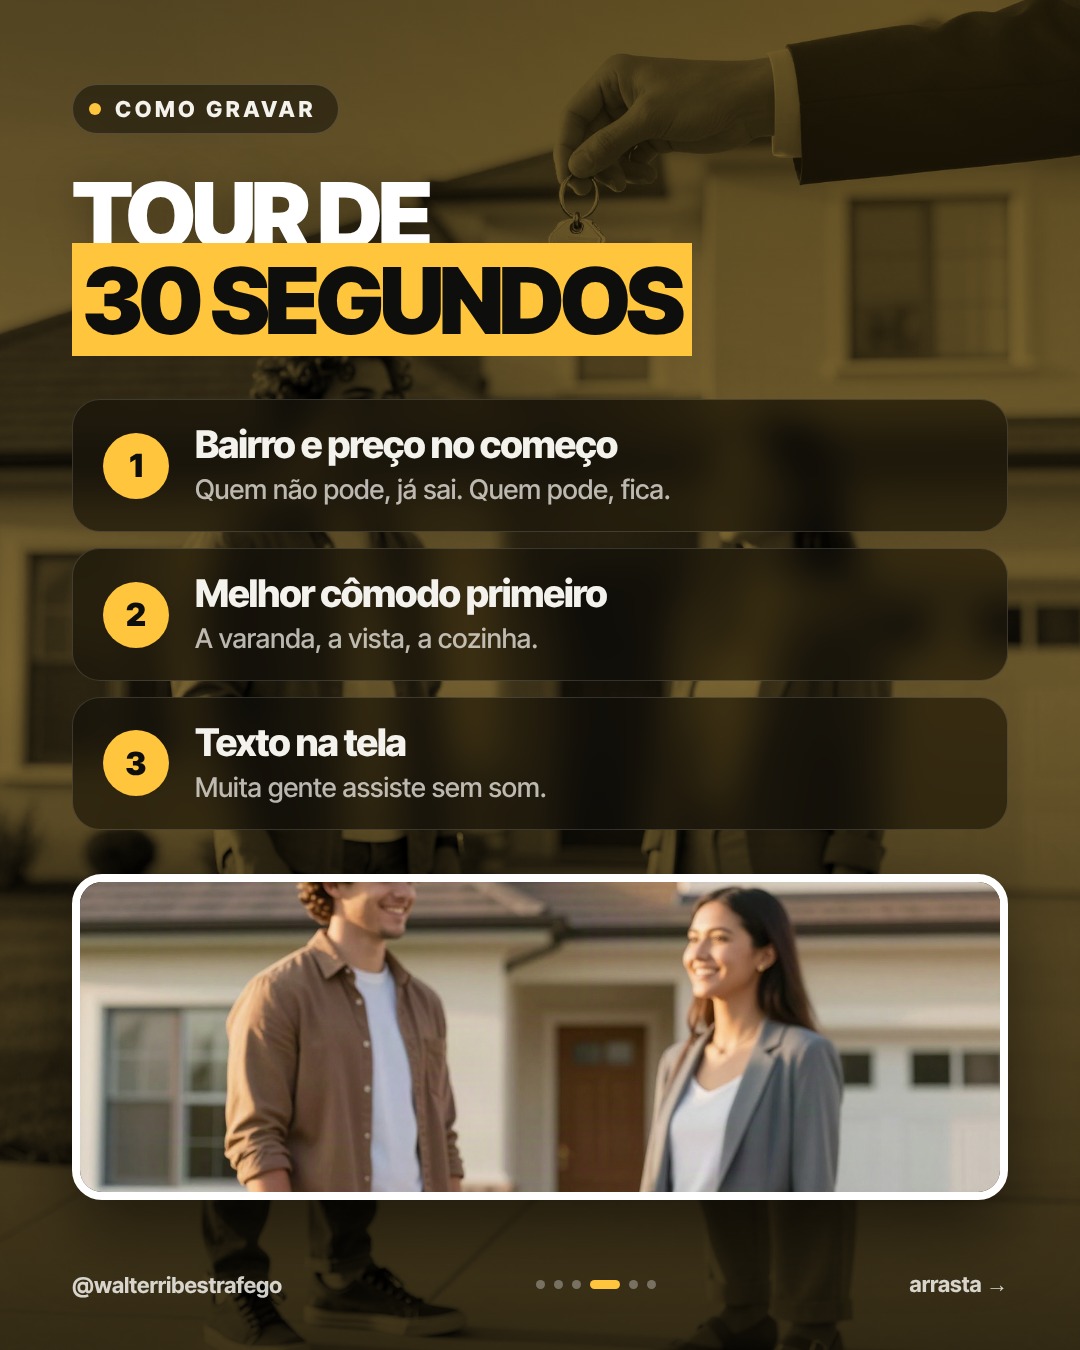 COMO GRAVAR
TOUR DE
30 SEGUNDOS
1
Bairro e preço no começo
Quem não pode, já sai. Quem pode, fica.
2
Melhor cômodo primeiro
A varanda, a vista, a cozinha.
3
Texto na tela
Muita gente assiste sem som.
@walterribestrafego
arrasta →